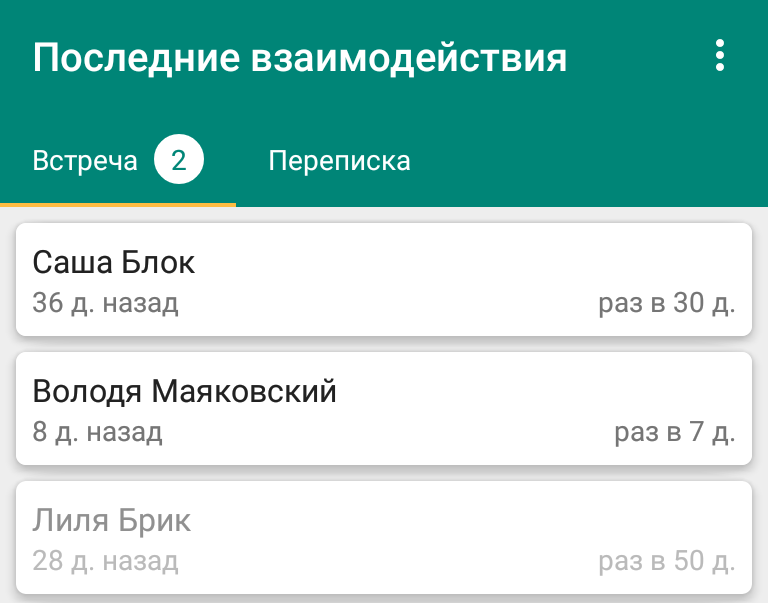 Последние взаимодействия
Встреча 2 Переписка
Саша Блок
36 д. назад раз в 30 д.
Володя Маяковский
8 д. назад раз в 7 д.
Лиля Брик
28 д. назад раз в 50 д.